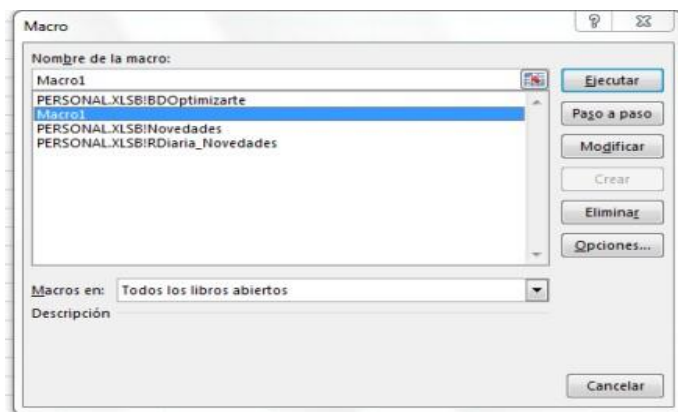 Macro
Nombre de la macro:
Macro1
Ejecutar
PERSONAL.XLSB!BDOptimizarte
Macro1
PERSONAL.XLSB!Novedades
PERSONAL.XLSB!RDiaria_Novedades
Paso a paso
Modificar
Crear
Eliminar
Opciones...
Macros en: Todos los libros abiertos
Descripción
Cancelar